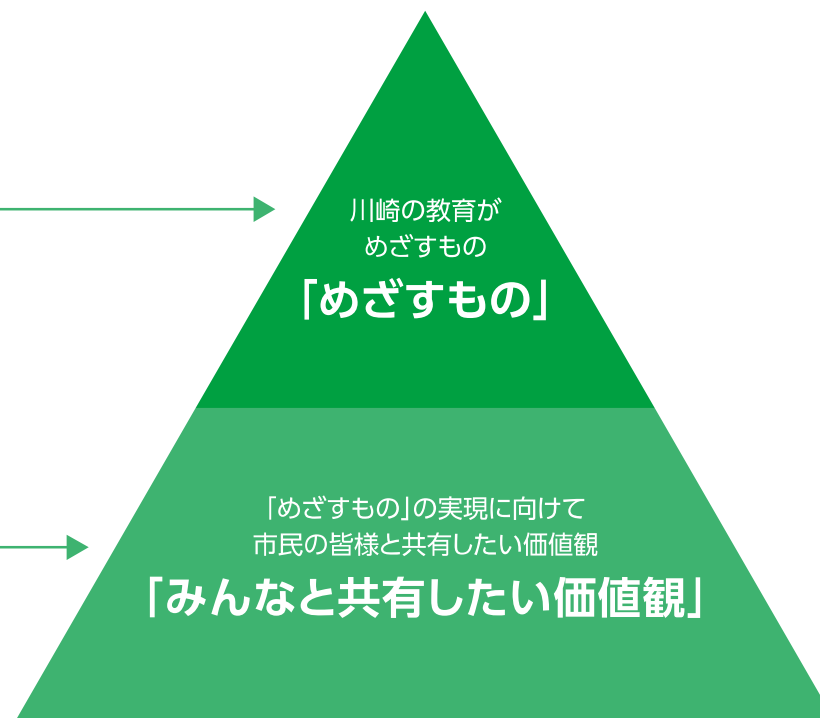 川崎の教育が
めざすもの
「めざすもの」
「めざすもの」の実現に向けて
市民の皆様と共有したい価値観
「みんなと共有したい価値観」